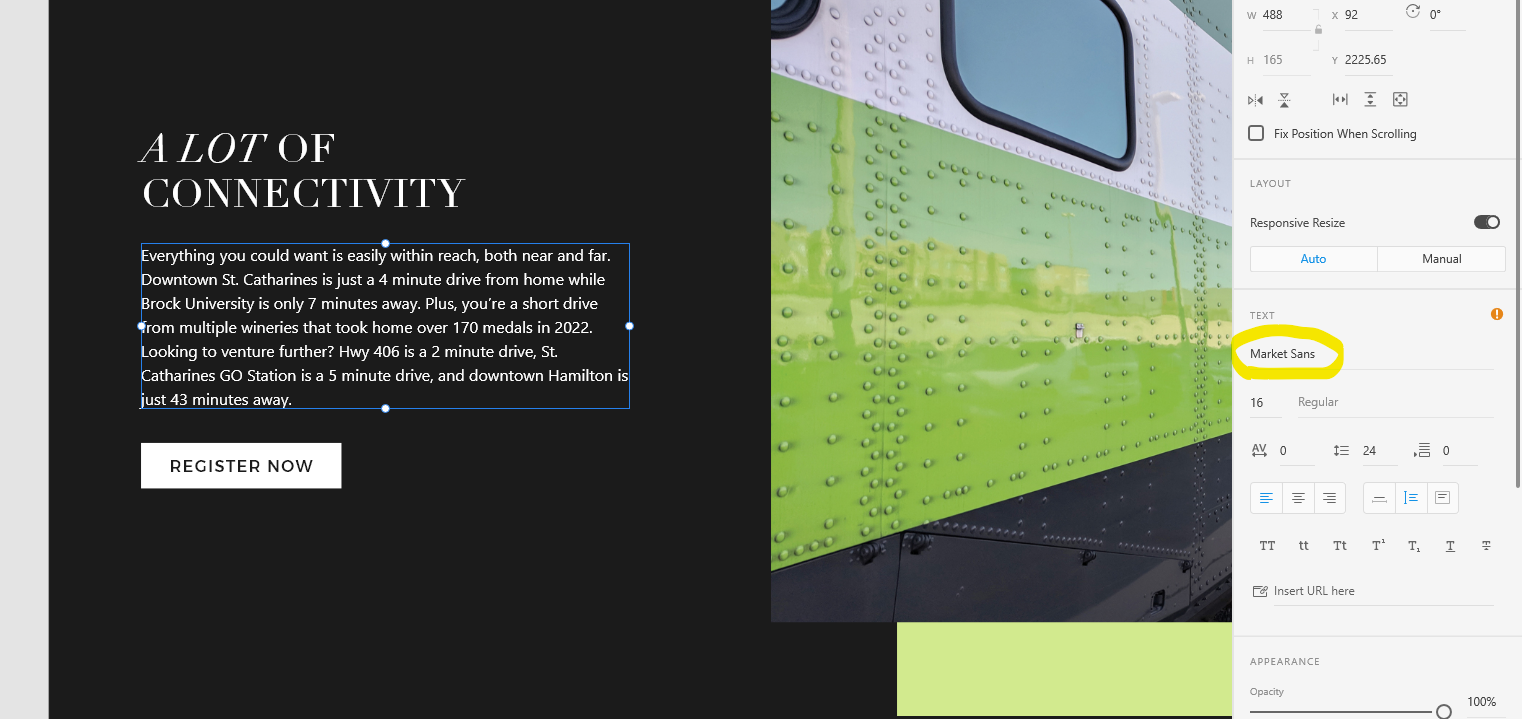 W 488 X 92 0°
H 165 Y 2225.65
Fix Position When Scrolling
LAYOUT
Responsive Resize
Auto Manual
TEXT
Market Sans
16 Regular
AV 0 24 0
TT tt Tt T¹ T₁ T T
Insert URL here
APPEARANCE
Opacity
100%
A LOT OF
CONNECTIVITY
Everything you could want is easily within reach, both near and far.
Downtown St. Catharines is just a 4 minute drive from home while
Brock University is only 7 minutes away. Plus, you’re a short drive
from multiple wineries that took home over 170 medals in 2022.
Looking to venture further? Hwy 406 is a 2 minute drive, St.
Catharines GO Station is a 5 minute drive, and downtown Hamilton is
just 43 minutes away.
REGISTER NOW